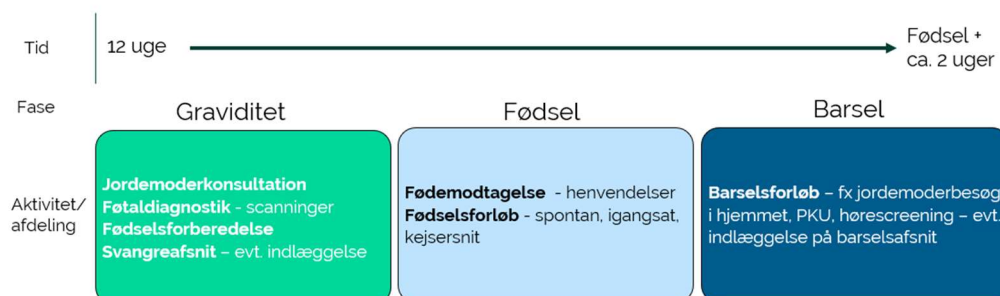 Tid
12 uge
Fødsel +
ca. 2 uger
Fase
Graviditet
Fødsel
Barsel
Aktivitet/
afdeling
Jordemoderkonsultation
Føtaldiagnostik - scanninger
Fødselsforberedelse
Svangreafsnit – evt. indlæggelse
Fødemodtagelse - henvendelser
Fødselsforløb - spontan, igangsat,
kejsersnit
Barselsforløb – fx jordemoderbesøg
i hjemmet, PKU, hørescreening – evt.
indlæggelse på barselsafsnit